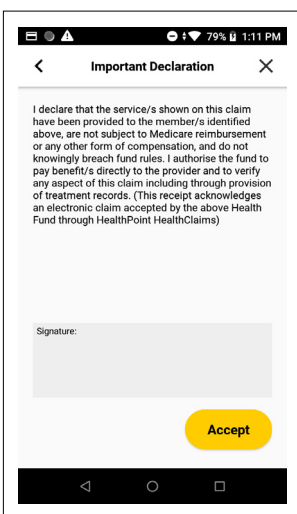 79% 1:11 PM
Important Declaration
I declare that the service/s shown on this claim
have been provided to the member/s identified
above, are not subject to Medicare reimbursement
or any other form of compensation, and do not
knowingly breach fund rules. I authorise the fund to
pay benefit/s directly to the provider and to verify
any aspect of this claim including through provision
of treatment records. (This receipt acknowledges
an electronic claim accepted by the above Health
Fund through HealthPoint HealthClaims)
Signature:
Accept